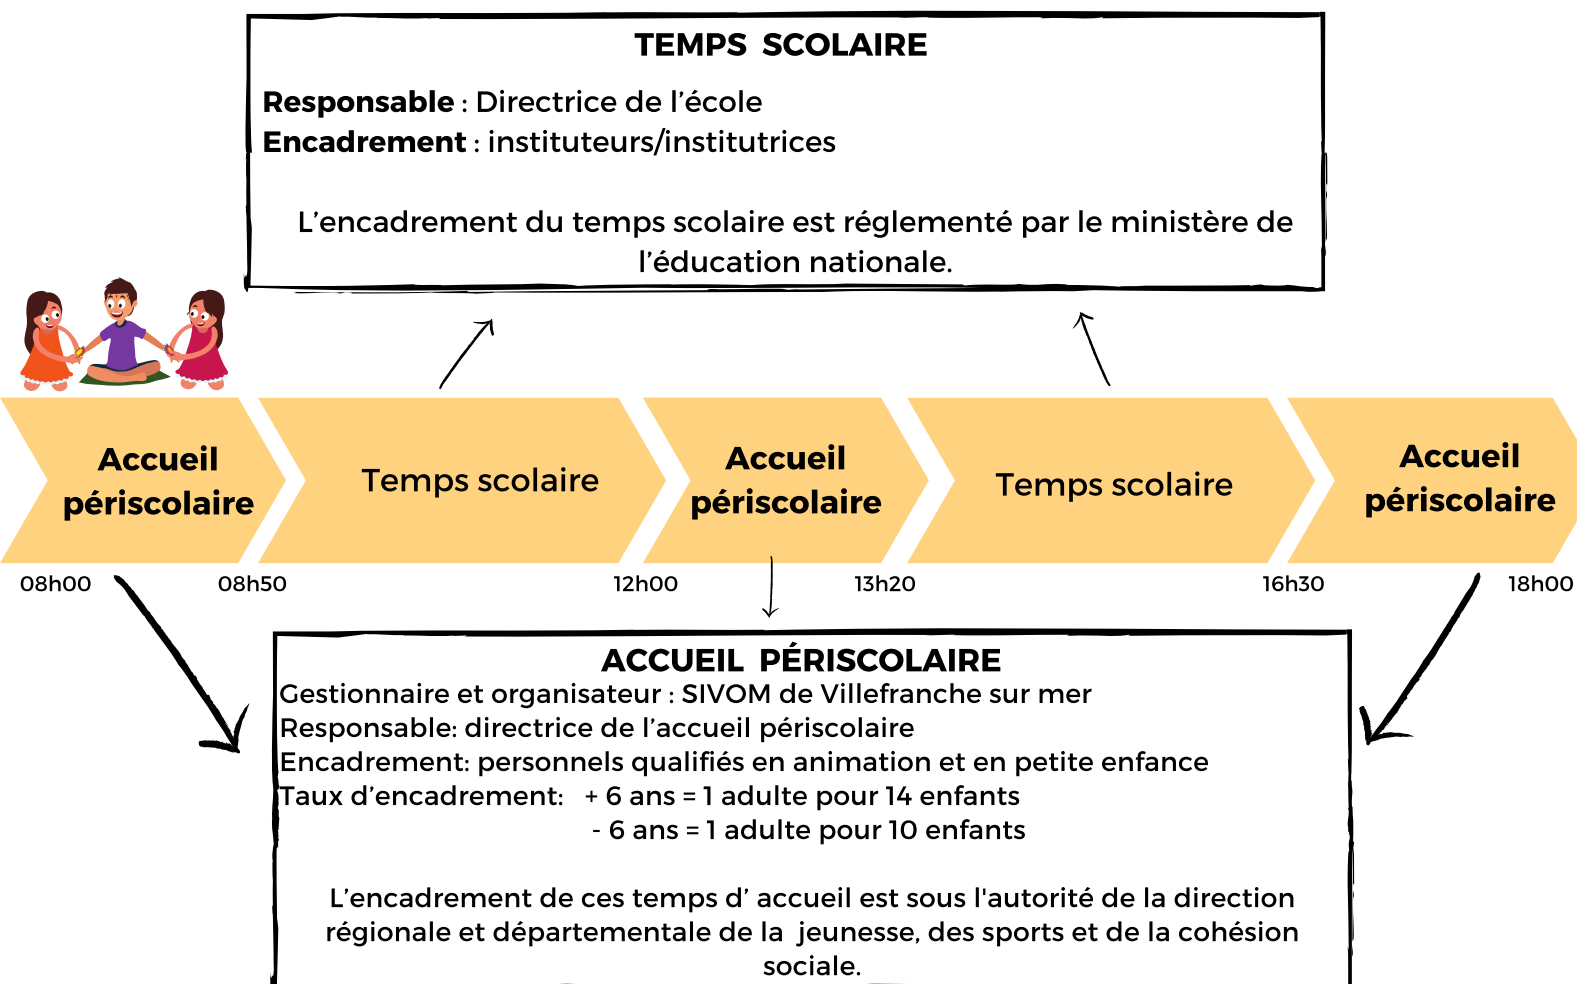 TEMPS SCOLAIRE
Responsable : Directrice de l’école
Encadrement : instituteurs/institutrices
L’encadrement du temps scolaire est réglementé par le ministère de
l’éducation nationale.
Accueil
périscolaire
Temps scolaire
Accueil
périscolaire
Temps scolaire
Accueil
périscolaire
08h00
08h50
12h00
13h20
16h30
18h00
ACCUEIL PÉRISCOLAIRE
Gestionnaire et organisateur : SIVOM de Villefranche sur mer
Responsable: directrice de l’accueil périscolaire
Encadrement: personnels qualifiés en animation et en petite enfance
Taux d’encadrement: + 6 ans = 1 adulte pour 14 enfants
- 6 ans = 1 adulte pour 10 enfants
L’encadrement de ces temps d’ accueil est sous l'autorité de la direction
régionale et départementale de la jeunesse, des sports et de la cohésion
sociale.